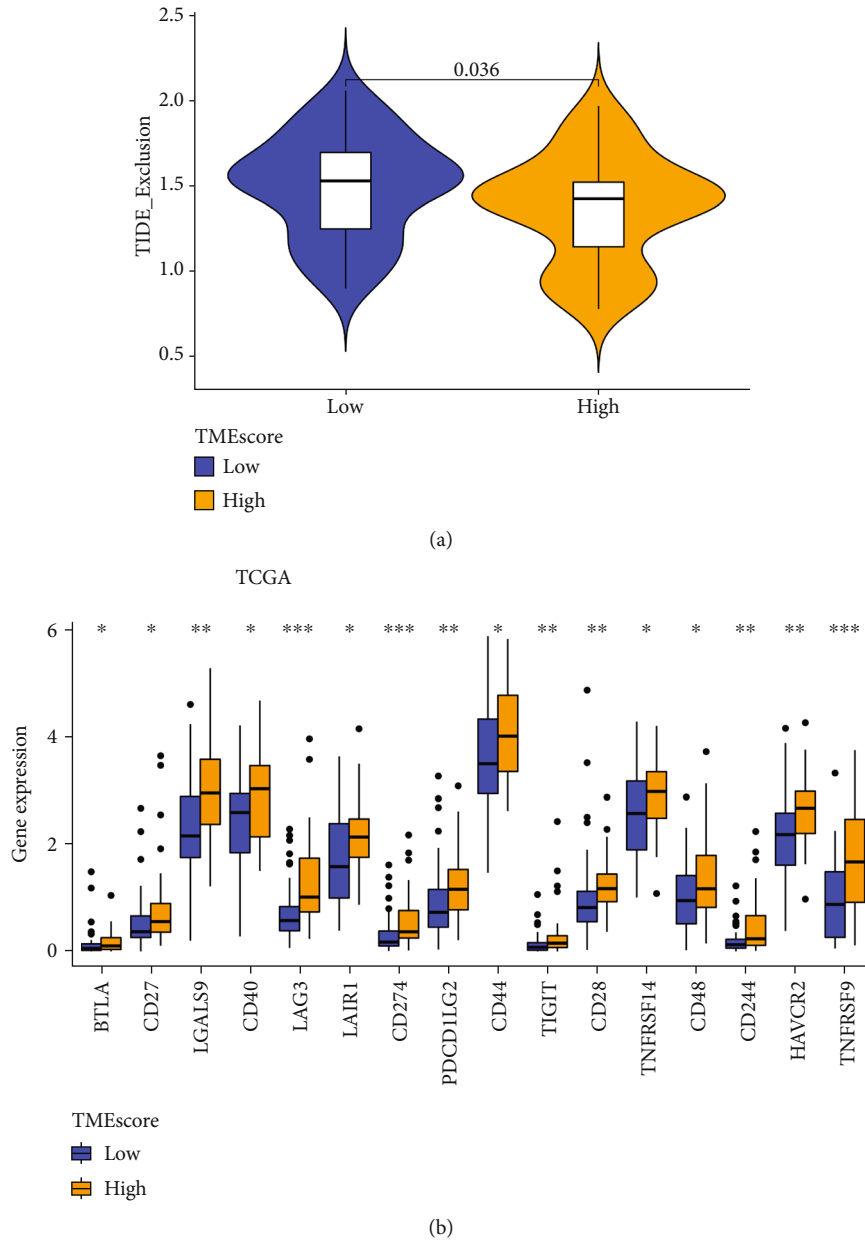 2.5
0.036
2.0
TIDE_Exclusion
1.5
1.0
0.5
Low
High
TMEscore
Low
High
(a)
TCGA
6
* * ** * *** * *** ** * ** ** * * ** ** ***
4
Gene expression
2
0
BTLA
CD27
LGALS9
CD40
LAG3
LAIR1
CD274
PDCD1LG2
CD44
TIGIT
CD28
TNFRSF14
CD48
CD244
HAVCR2
TNFRSF9
TMEscore
Low
High
(b)